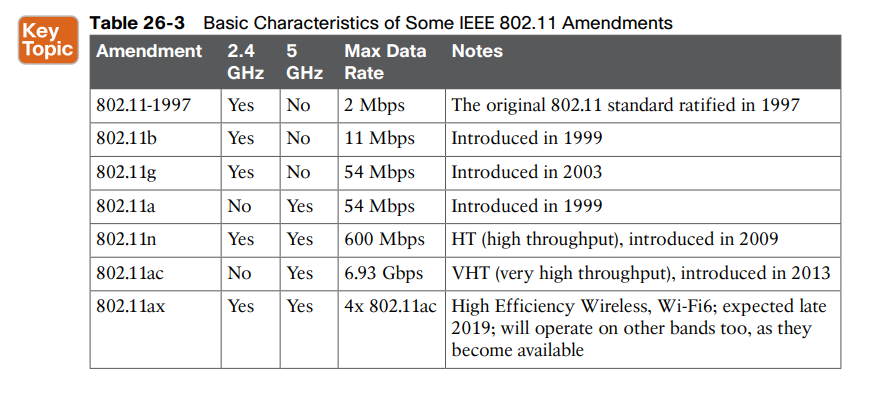 Key
Topic
Table 26-3 Basic Characteristics of Some IEEE 802.11 Amendments
Amendment 2.4 GHz 5 GHz Max Data Rate Notes
802.11-1997 Yes No 2 Mbps The original 802.11 standard ratified in 1997
802.11b Yes No 11 Mbps Introduced in 1999
802.11g Yes No 54 Mbps Introduced in 2003
802.11a No Yes 54 Mbps Introduced in 1999
802.11n Yes Yes 600 Mbps HT (high throughput), introduced in 2009
802.11ac No Yes 6.93 Gbps VHT (very high throughput), introduced in 2013
802.11ax Yes Yes 4x 802.11ac High Efficiency Wireless, Wi-Fi6; expected late
2019; will operate on other bands too, as they
become available